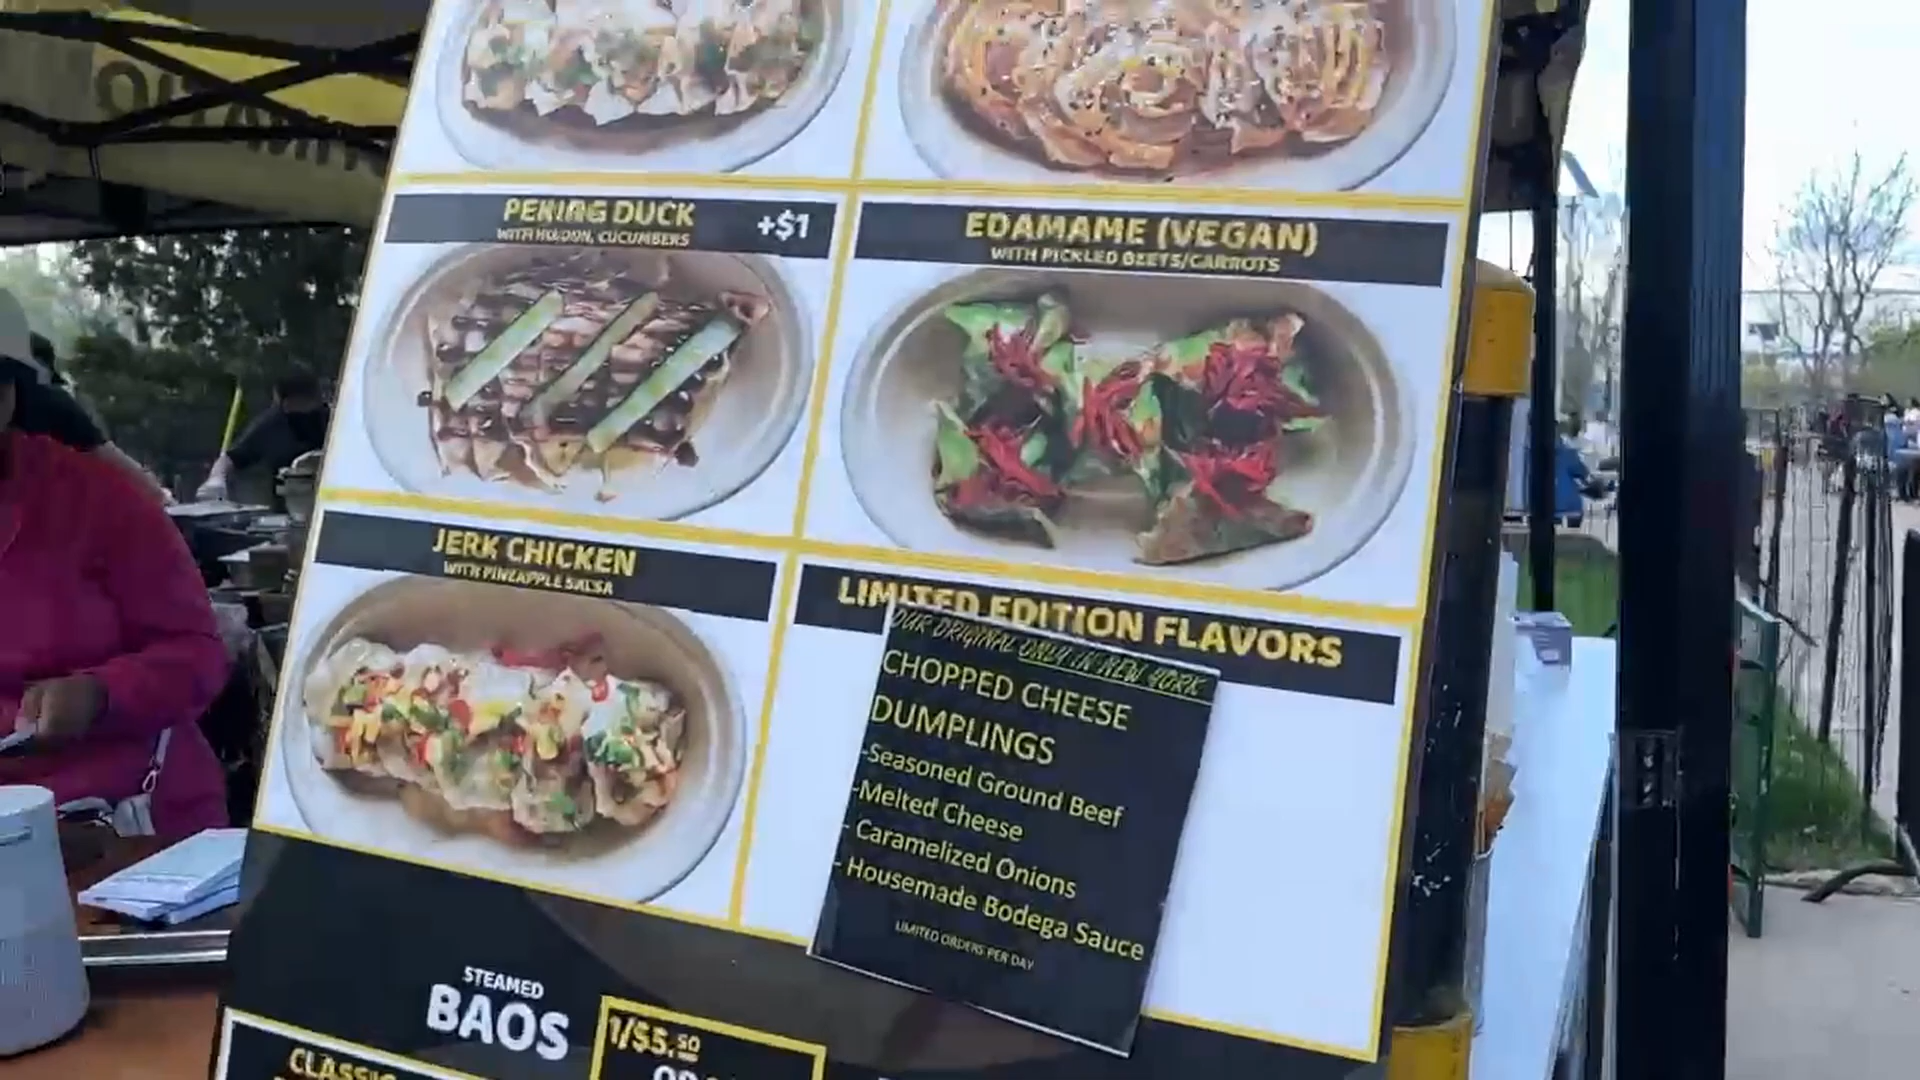 PEKING DUCK
WITH HOISIN, CUCUMBERS
+$1
EDAMAME (VEGAN)
WITH PICKLED BEETS/CARROTS
JERK CHICKEN
WITH PINEAPPLE SALSA
LIMITED EDITION FLAVORS
OUR ORIGINAL ONLY IN NEW YORK
CHOPPED CHEESE
DUMPLINGS
-Seasoned Ground Beef
-Melted Cheese
- Caramelized Onions
- Housemade Bodega Sauce
LIMITED ORDERS PER DAY
STEAMED
BAOS
1/$5.50
CLASSIC